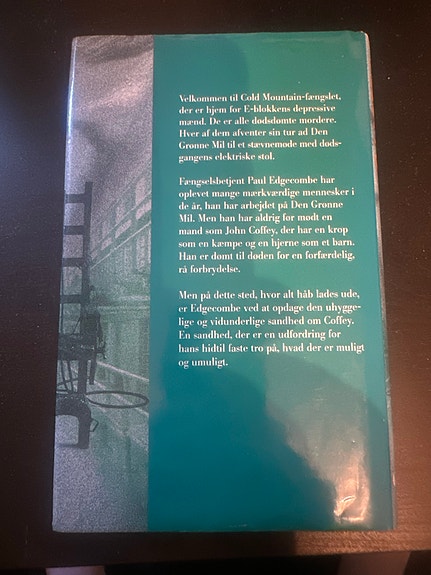 Velkommen til Cold Mountain-fængslet,
der er hjem for E-blokkens depressive
mænd. De er alle dødsdømte mordere.
Hver af dem afventer sin tur ad Den
Grønne Mil til et stævnemøde med døds-
gangens elektriske stol.
Fængselsbetjent Paul Edgecombe har
oplevet mange mærkværdige mennesker i
de år, han har arbejdet på Den Grønne
Mil. Men han har aldrig før mødt en
mand som John Coffey, der har en krop
som en kæmpe og en hjerne som et barn.
Han er dømt til døden for en forfærdelig,
rå forbrydelse.
Men på dette sted, hvor alt håb lades ude,
er Edgecombe ved at opdage den uhygge-
lige og vidunderlige sandhed om Coffey.
En sandhed, der er en udfordring for
hans hidtil faste tro på, hvad der er muligt
og umuligt.